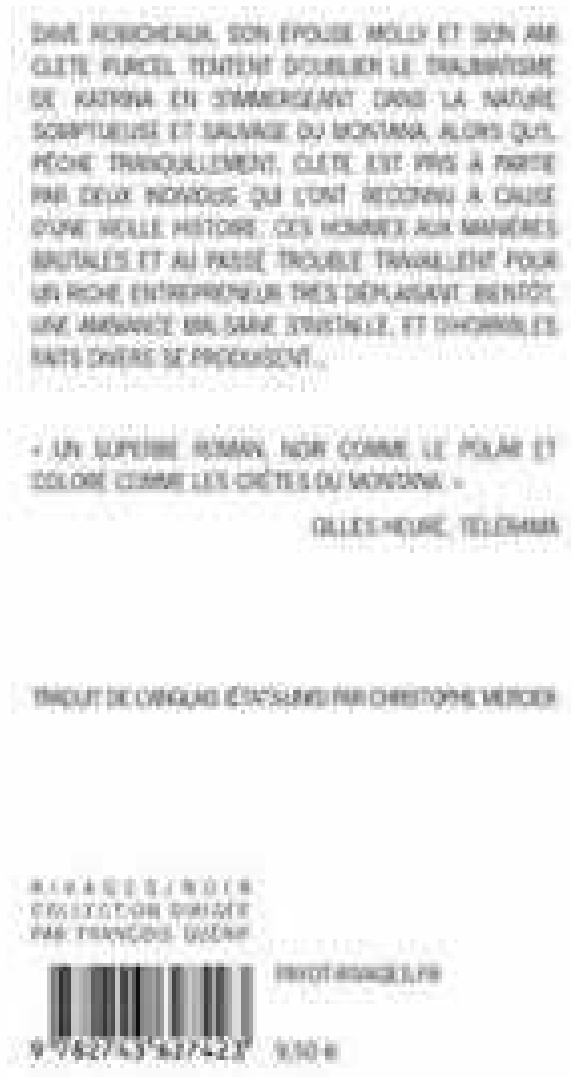 DAVE ROBICHEAUX, SON ÉPOUSE MOLLY ET SON AMI
CLETE PURCEL TENTENT D'OUBLIER LE TRAUMATISME
DE KATRINA EN S'IMMERGEANT DANS LA NATURE
SOMPTUEUSE ET SAUVAGE DU MONTANA. ALORS QU'IL
PÊCHE TRANQUILLEMENT, CLETE EST PRIS À PARTIE
PAR DEUX INDIVIDUS QUI L'ONT RECONNU À CAUSE
D'UNE VIEILLE HISTOIRE. CES HOMMES AUX MANIÈRES
BRUTALES ET AU PASSÉ TROUBLE TRAVAILLENT POUR
UN RICHE ENTREPRENEUR TRÈS DÉPLAISANT. BIENTÔT,
UNE AMBIANCE MALSAINE S'INSTALLE, ET D'HORRIBLES
FAITS DIVERS SE PRODUISENT...
« UN SUPERBE ROMAN, NOIR COMME LE POLAR ET
COLORÉ COMME LES CRÊTES DU MONTANA. »
GILLES HEURÉ, TÉLÉRAMA
TRADUIT DE L'ANGLAIS (ÉTATS-UNIS) PAR CHRISTOPHE MERCIER
RIVAGES/NOIR
COLLECTION DIRIGÉE
PAR FRANÇOIS GUÉRIF
PAYOT-RIVAGES.FR
9 782743 627423
9,50 €